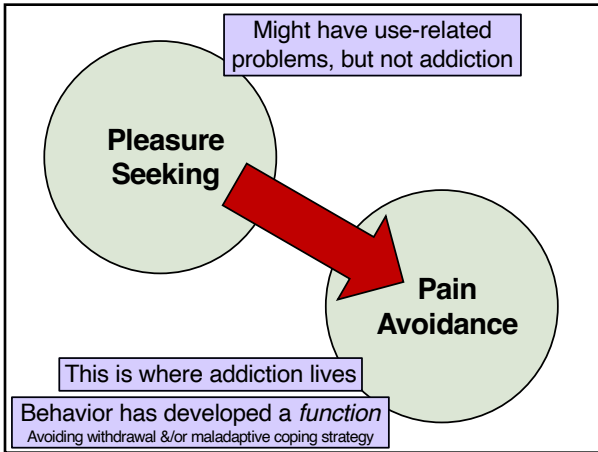 Might have use-related
problems, but not addiction
Pleasure
Seeking
Pain
Avoidance
This is where addiction lives
Behavior has developed a function
Avoiding withdrawal &/or maladaptive coping strategy